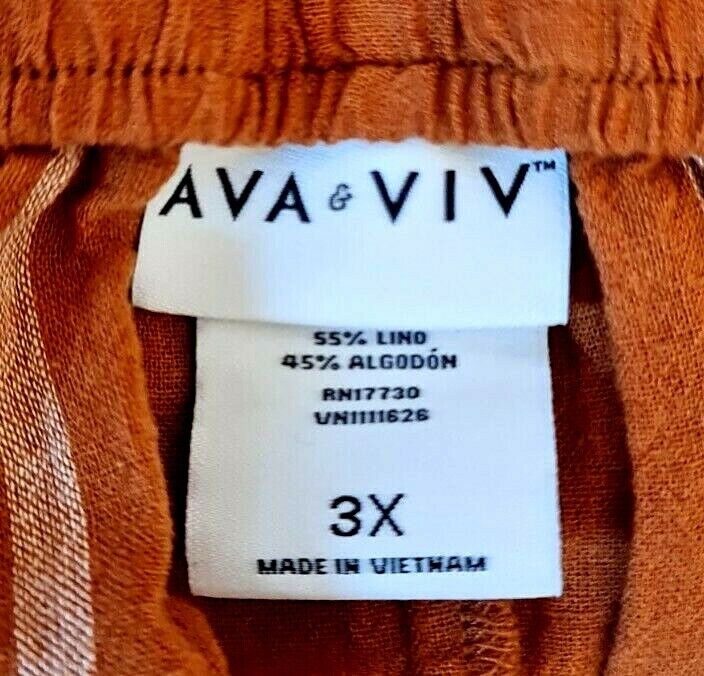 AVA & VIV™
55% LINO
45% ALGODÓN
RN17730
VN1111626
3X
MADE IN VIETNAM